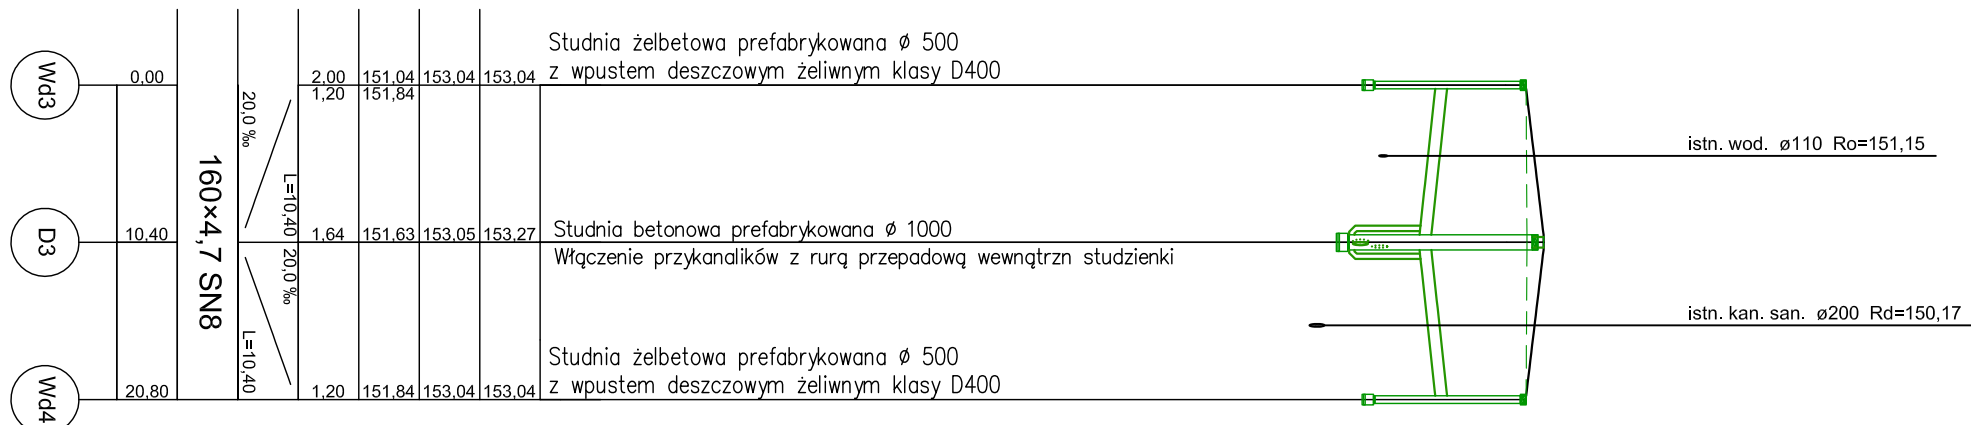 Wd3
0,00
2,00 151,04 153,04 153,04
1,20 151,84
Studnia żelbetowa prefabrykowana Ø 500
z wpustem deszczowym żeliwnym klasy D400
20,0 ‰
L=10,40
160×4,7 SN8
istn. wod. ø110 Ro=151,15
D3
10,40
1,64 151,63 153,05 153,27
Studnia betonowa prefabrykowana Ø 1000
Włączenie przykanalików z rurą przepadową wewnątrzn studzienki
20,0 ‰
L=10,40
istn. kan. san. ø200 Rd=150,17
Wd4
20,80
1,20 151,84 153,04 153,04
Studnia żelbetowa prefabrykowana Ø 500
z wpustem deszczowym żeliwnym klasy D400